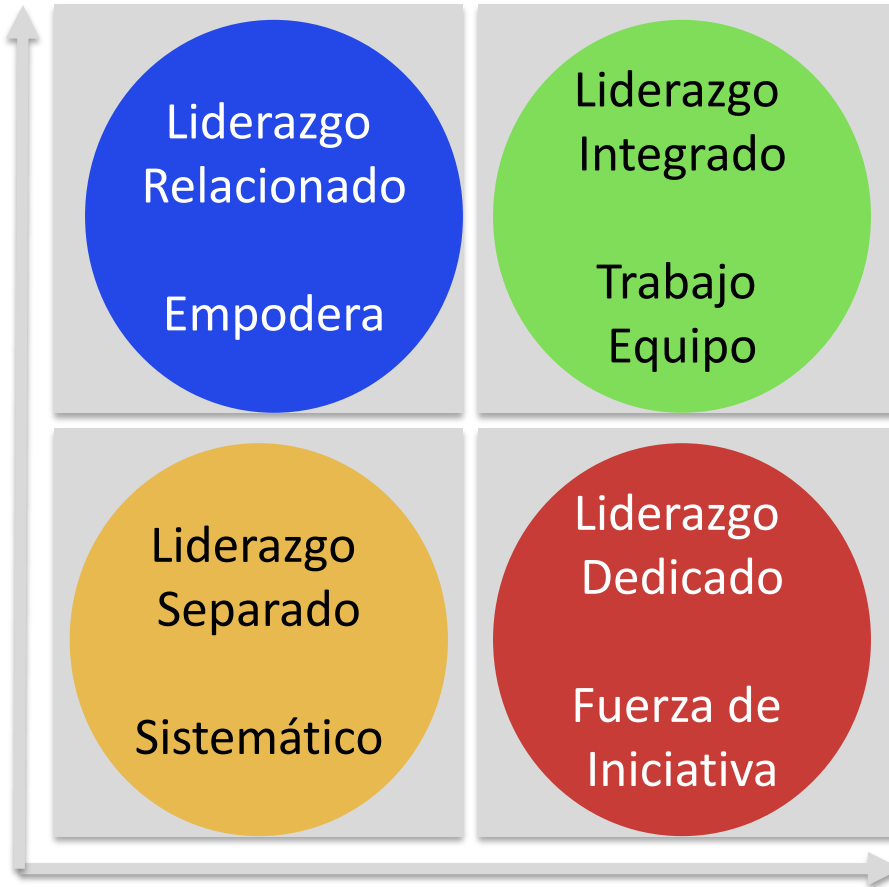 Liderazgo
Relacionado
Empodera
Liderazgo
Integrado
Trabajo
Equipo
Liderazgo
Separado
Sistemático
Liderazgo
Dedicado
Fuerza de
Iniciativa